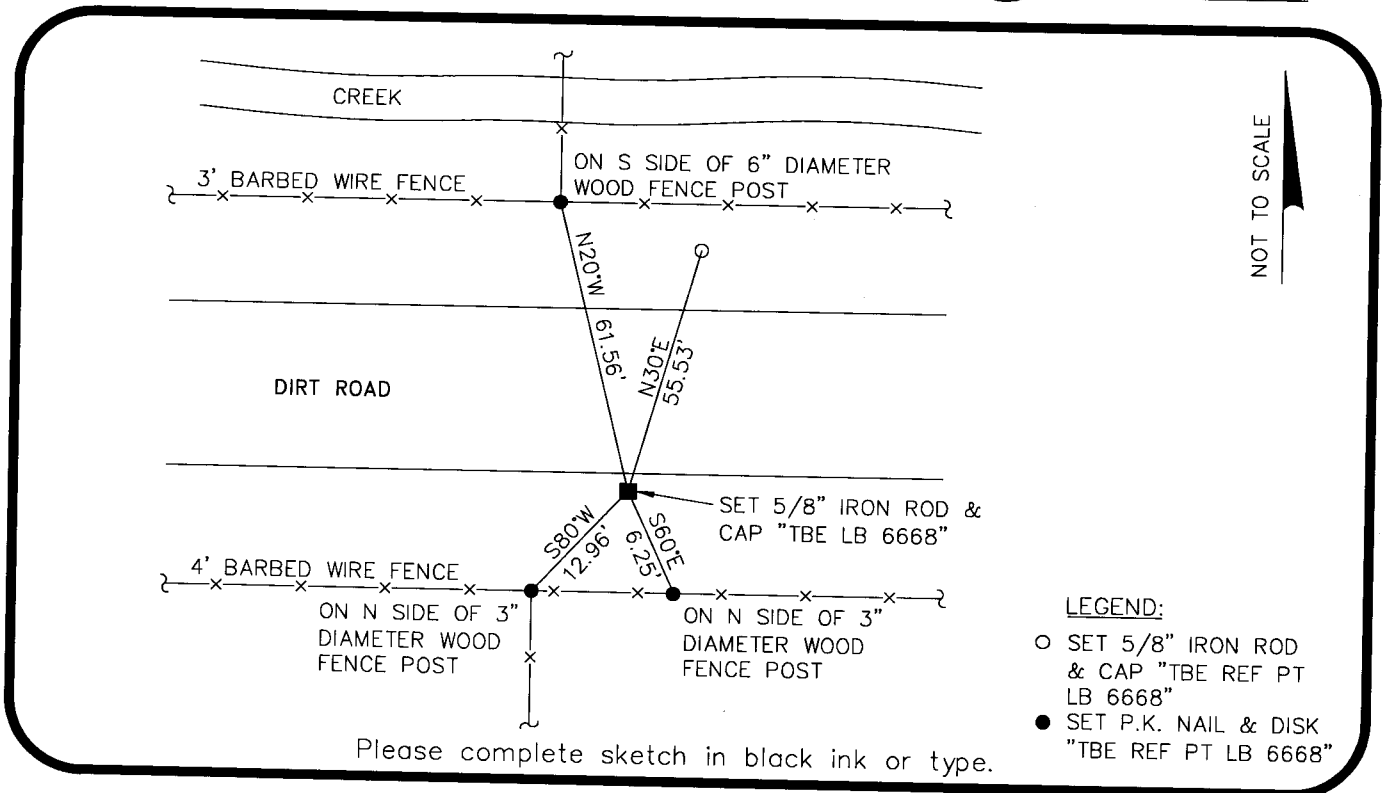 CREEK
ON S SIDE OF 6" DIAMETER
WOOD FENCE POST
3' BARBED WIRE FENCE
NOT TO SCALE
N20°W
61.56'
N30°E
55.53'
DIRT ROAD
SET 5/8" IRON ROD &
CAP "TBE LB 6668"
S80°W
12.96'
S60°E
6.25'
4' BARBED WIRE FENCE
ON N SIDE OF 3"
DIAMETER WOOD
FENCE POST
ON N SIDE OF 3"
DIAMETER WOOD
FENCE POST
LEGEND:
SET 5/8" IRON ROD
& CAP "TBE REF PT
LB 6668"
SET P.K. NAIL & DISK
"TBE REF PT LB 6668"
Please complete sketch in black ink or type.